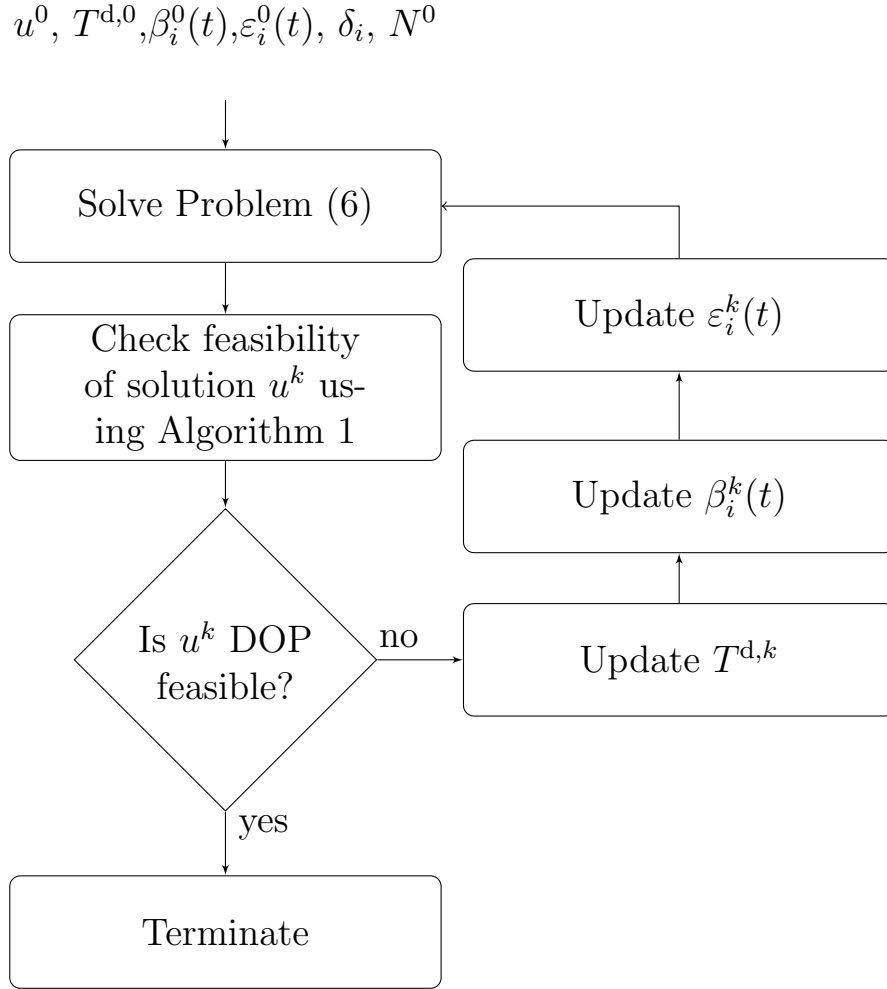 u^0, T^{d,0}, β_i^0(t), ε_i^0(t), δ_i, N^0
Solve Problem (6)
Check feasibility
of solution u^k us-
ing Algorithm 1
Is u^k DOP
feasible?
no
yes
Terminate
Update T^{d,k}
Update β_i^k(t)
Update ε_i^k(t)